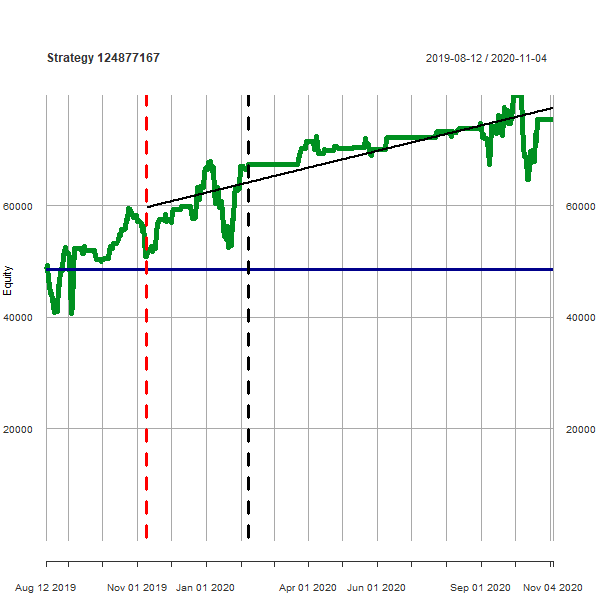 Strategy 124877167
2019-08-12 / 2020-11-04
60000
60000
Equity
40000
40000
20000
20000
Aug 12 2019
Nov 01 2019
Jan 01 2020
Apr 01 2020
Jun 01 2020
Sep 01 2020
Nov 04 2020